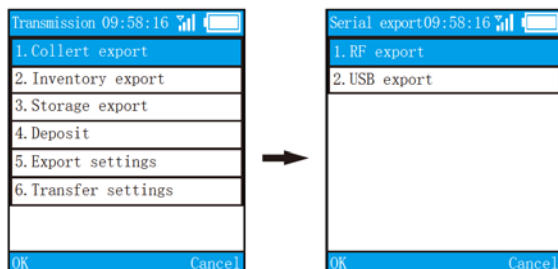 Transmission 09:58:16
1.Collert export
2.Inventory export
3.Storage export
4.Deposit
5.Export settings
6.Transfer settings
OK Cancel
Serial export09:58:16
1.RF export
2.USB export
OK Cancel